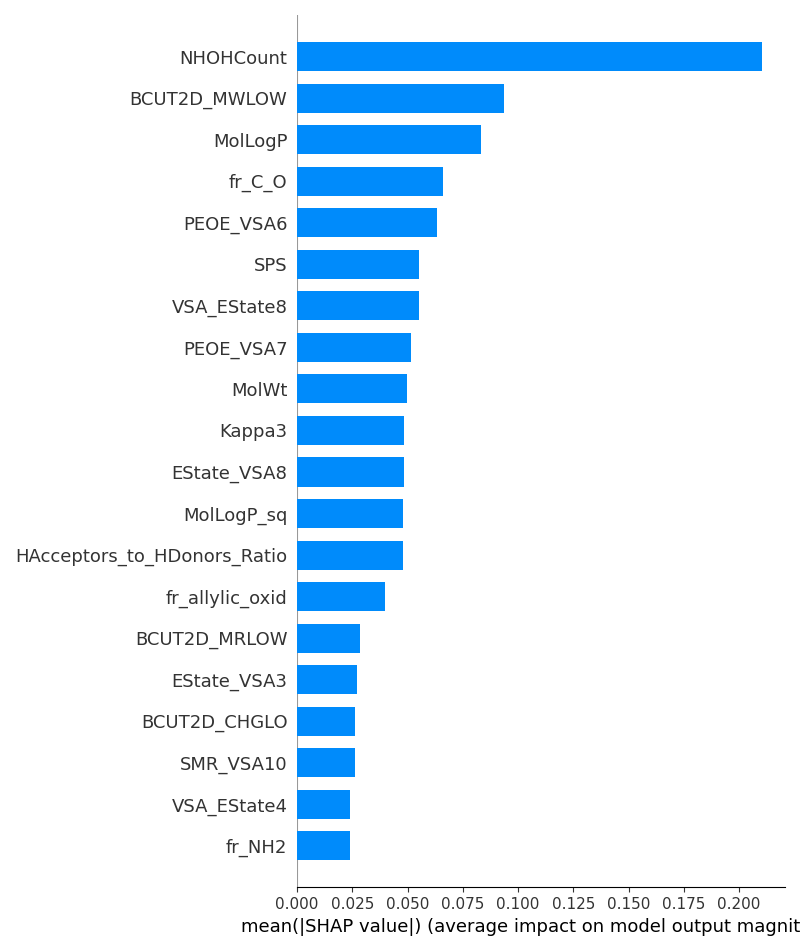 NHOHCount
BCUT2D_MWLOW
MolLogP
fr_C_O
PEOE_VSA6
SPS
VSA_EState8
PEOE_VSA7
MolWt
Kappa3
EState_VSA8
MolLogP_sq
HAcceptors_to_HDonors_Ratio
fr_allylic_oxid
BCUT2D_MRLOW
EState_VSA3
BCUT2D_CHGLO
SMR_VSA10
VSA_EState4
fr_NH2
0.000 0.025 0.050 0.075 0.100 0.125 0.150 0.175 0.200
mean(|SHAP value|) (average impact on model output magnit